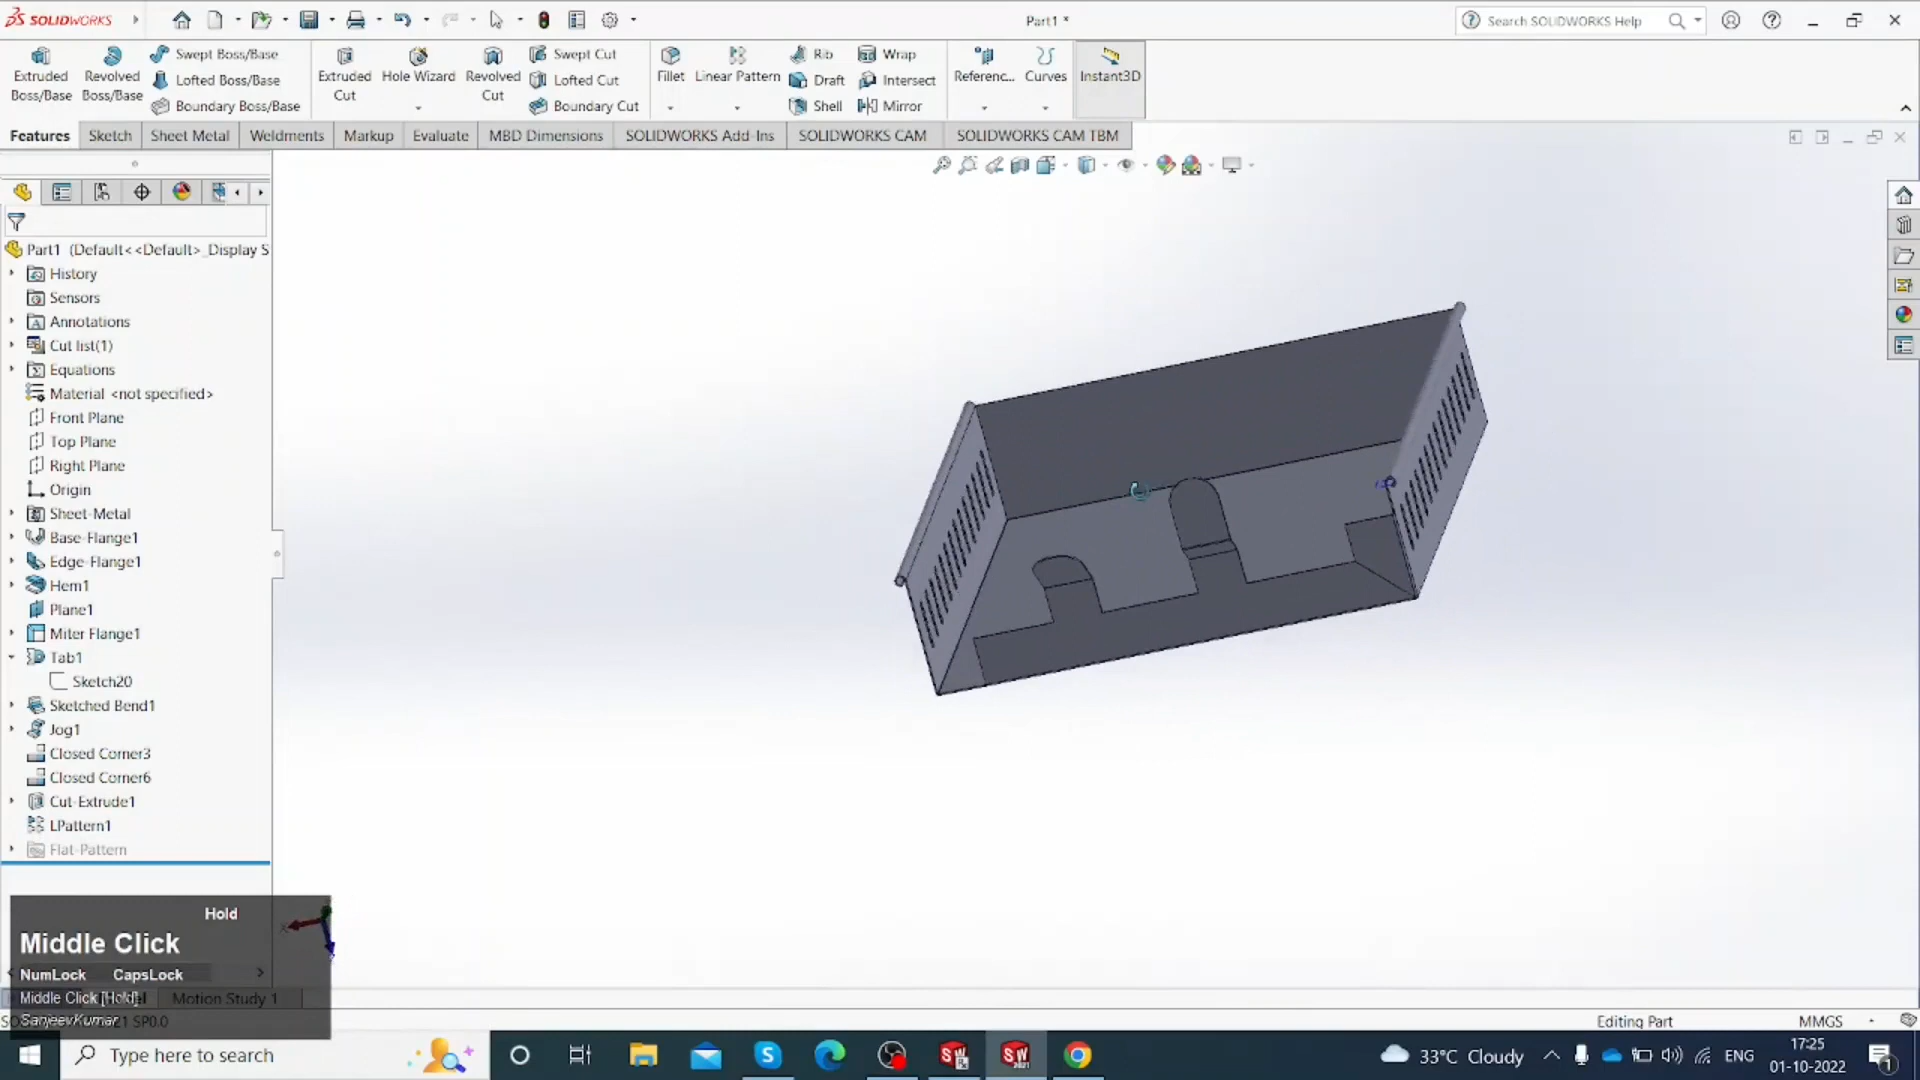 SOLIDWORKS
Part1 *
Search SOLIDWORKS Help
Extruded Boss/Base
Revolved Boss/Base
Swept Boss/Base
Lofted Boss/Base
Boundary Boss/Base
Extruded Cut
Hole Wizard
Revolved Cut
Swept Cut
Lofted Cut
Boundary Cut
Fillet
Linear Pattern
Rib
Draft
Shell
Wrap
Intersect
Mirror
Referenc...
Curves
Instant3D
Features
Sketch
Sheet Metal
Weldments
Markup
Evaluate
MBD Dimensions
SOLIDWORKS Add-Ins
SOLIDWORKS CAM
SOLIDWORKS CAM TBM
Part1 (Default<<Default>_Display S
History
Sensors
Annotations
Cut list(1)
Equations
Material <not specified>
Front Plane
Top Plane
Right Plane
Origin
Sheet-Metal
Base-Flange1
Edge-Flange1
Hem1
Plane1
Miter Flange1
Tab1
Sketch20
Sketched Bend1
Jog1
Closed Corner3
Closed Corner6
Cut-Extrude1
LPattern1
Flat-Pattern
Hold
Middle Click
NumLock CapsLock
Middle Click [Hold]
Motion Study 1
SanjeevKumar
SP0.0
Editing Part
MMGS
Type here to search
33°C Cloudy
ENG
17:25
01-10-2022